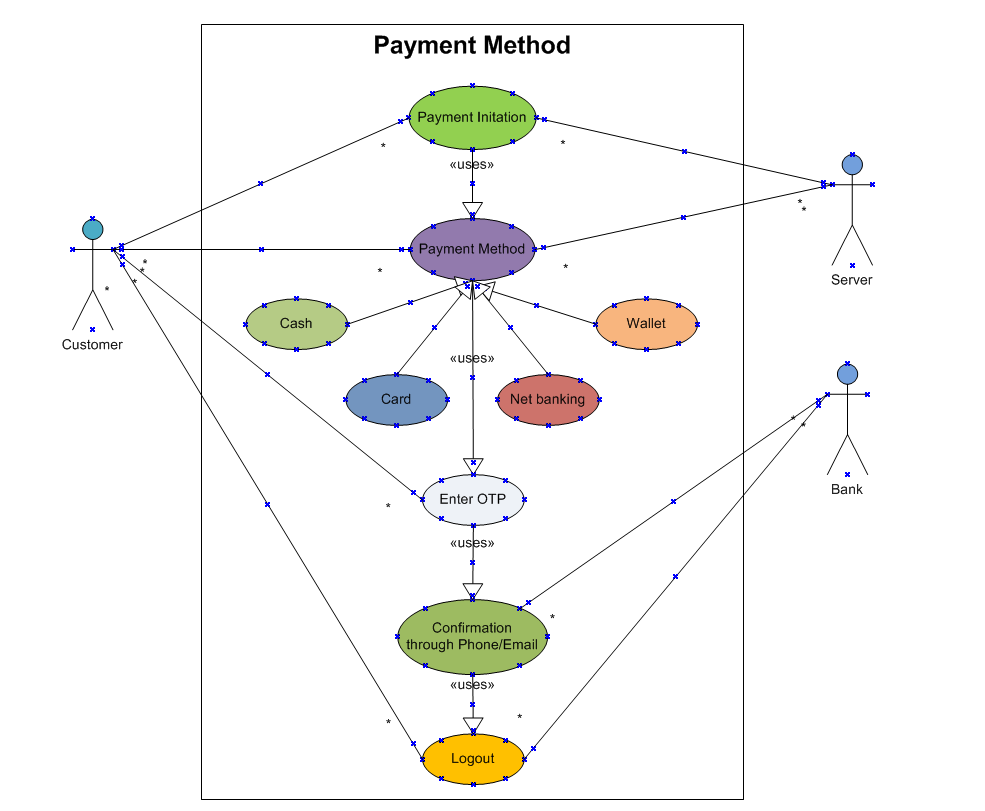 Payment Method
Payment Initation
«uses»
Payment Method
Customer
Server
Cash
Wallet
«uses»
Card
Net banking
Bank
Enter OTP
«uses»
Confirmation
through Phone/Email
«uses»
Logout